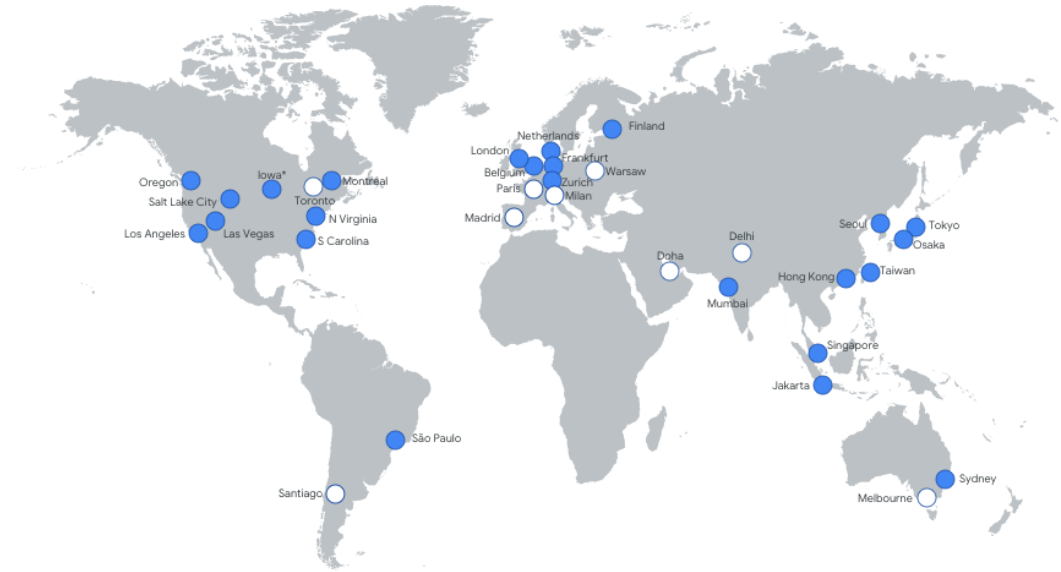 Finland
Netherlands
London
Frankfurt
Belgium
Warsaw
Paris
Zurich
Milan
Madrid
Oregon
Iowa*
Montréal
Salt Lake City
Toronto
N Virginia
Los Angeles
Las Vegas
S Carolina
Delhi
Doha
Mumbai
Seoul
Tokyo
Osaka
Hong Kong
Taiwan
Singapore
Jakarta
São Paulo
Santiago
Sydney
Melbourne